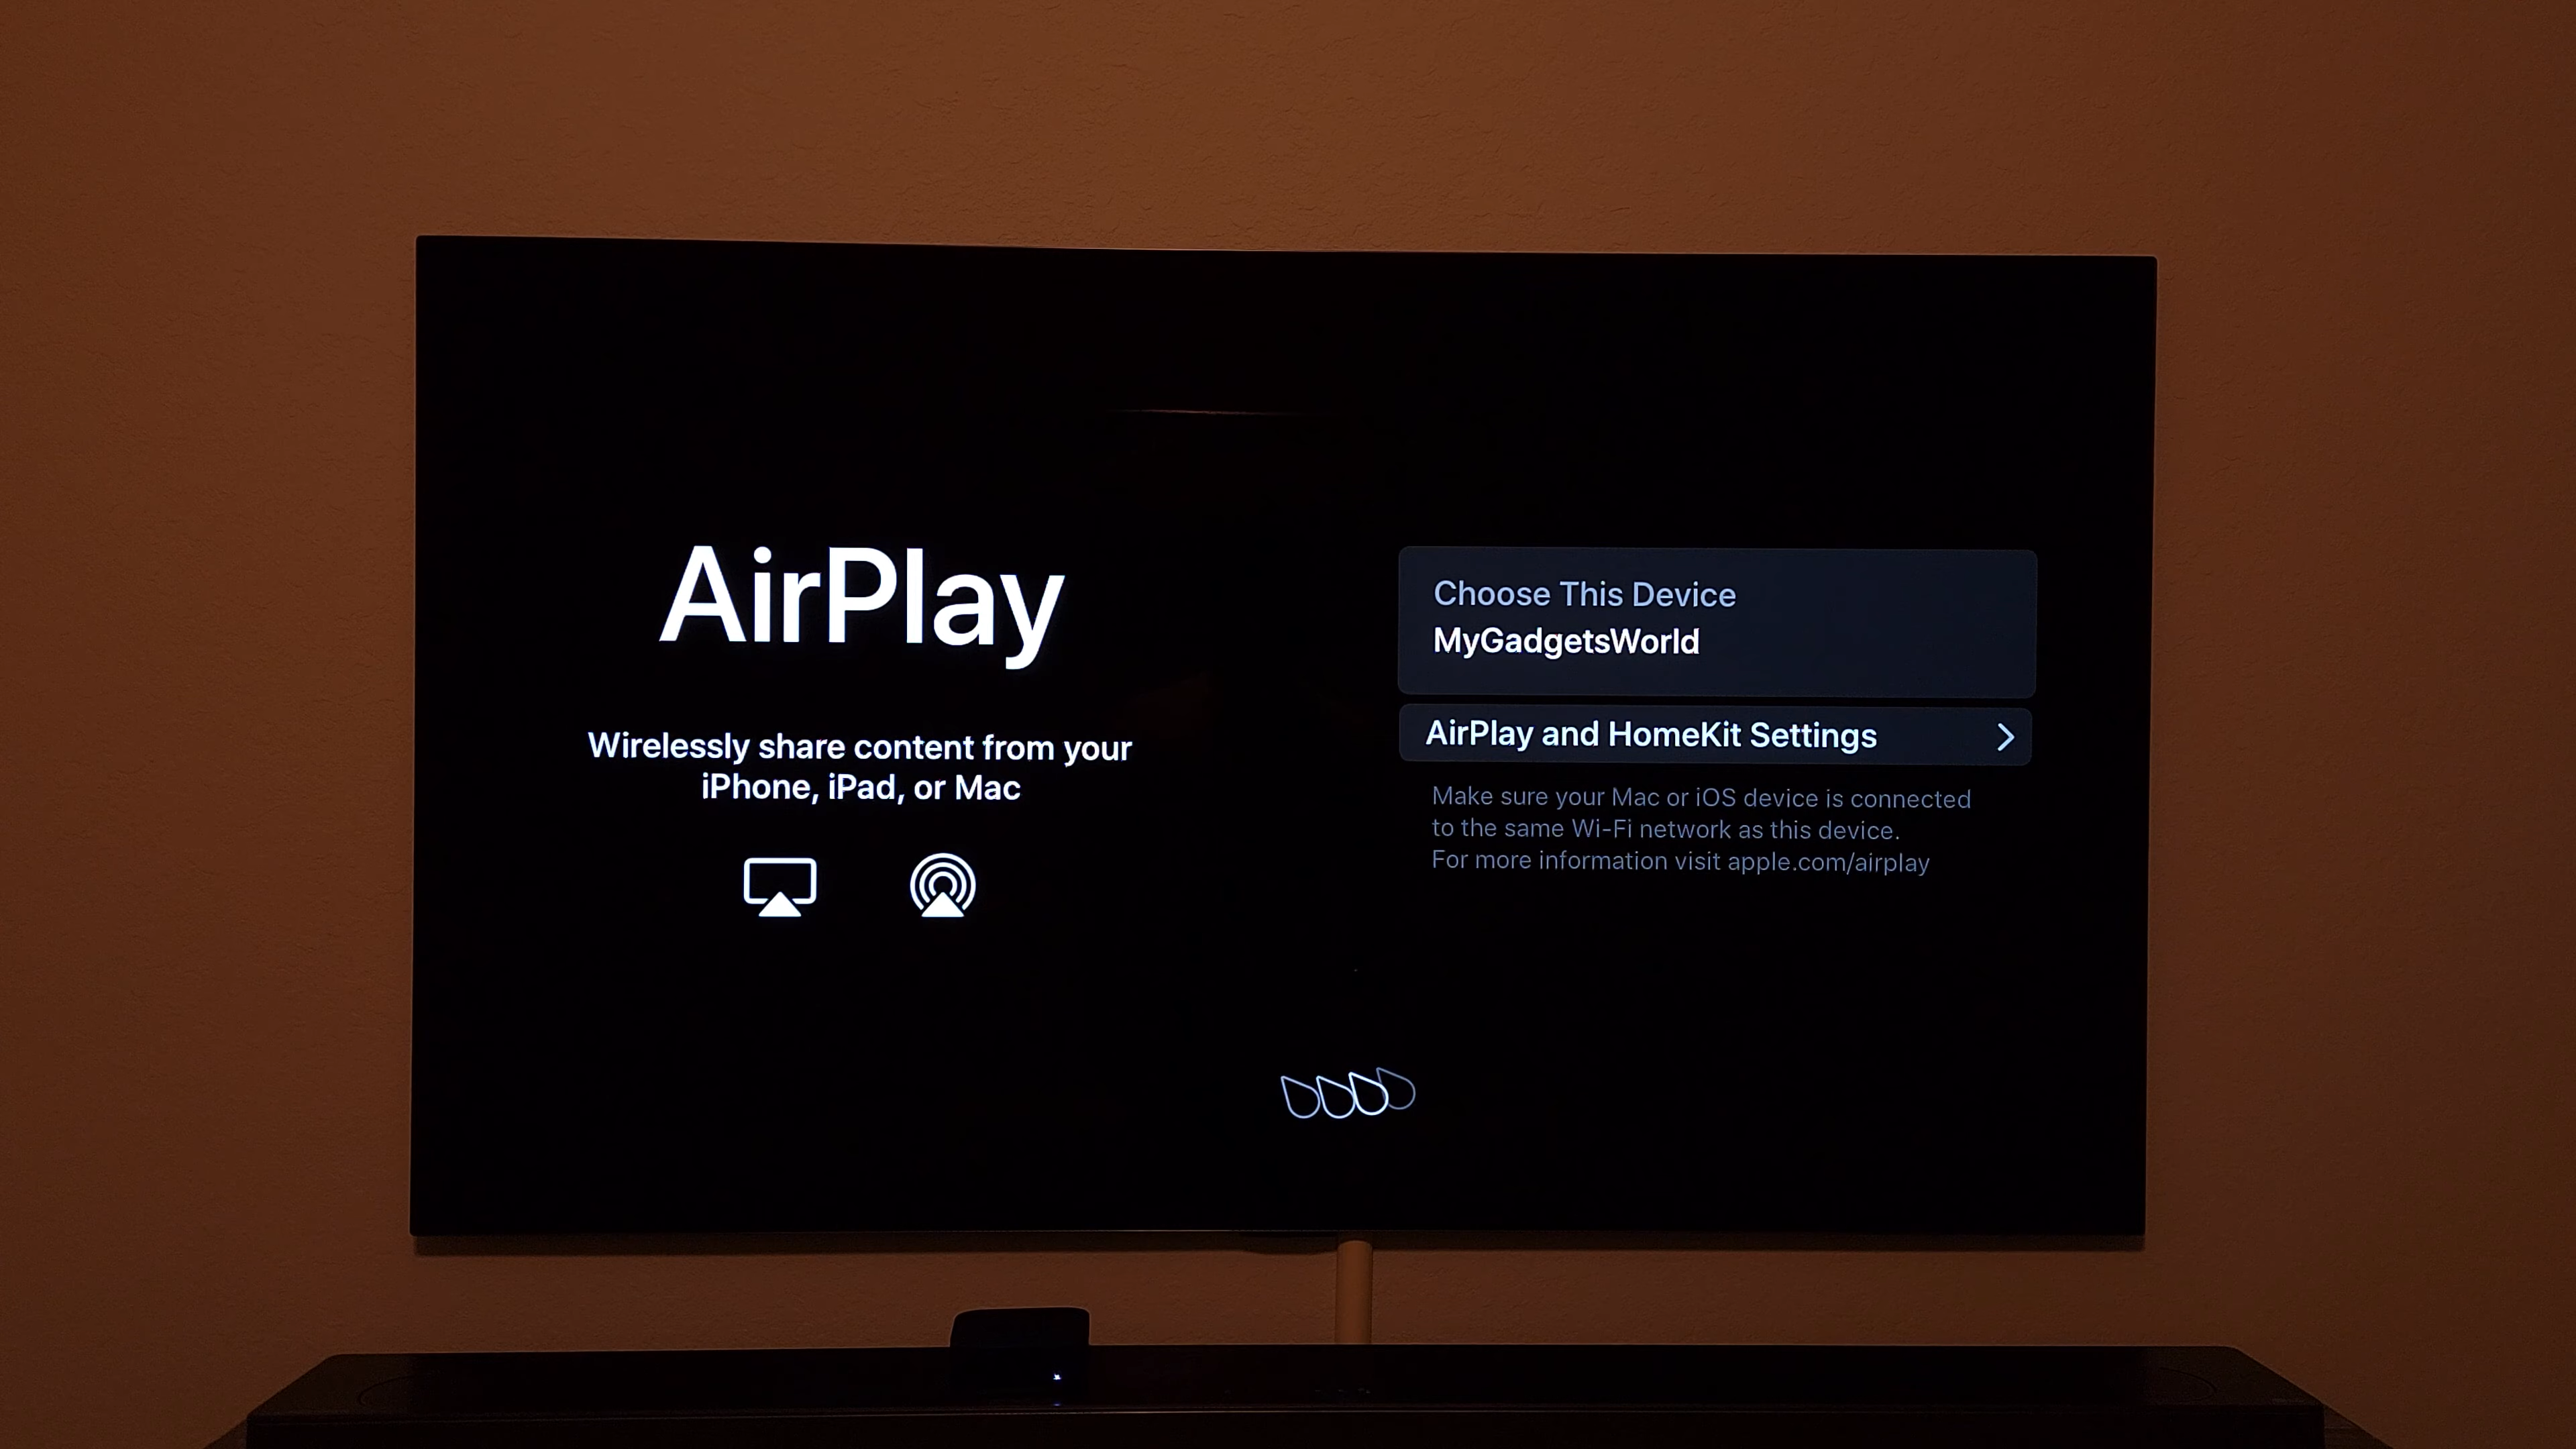 AirPlay
Wirelessly share content from your
iPhone, iPad, or Mac
Choose This Device
MyGadgetsWorld
AirPlay and HomeKit Settings
Make sure your Mac or iOS device is connected
to the same Wi-Fi network as this device.
For more information visit apple.com/airplay